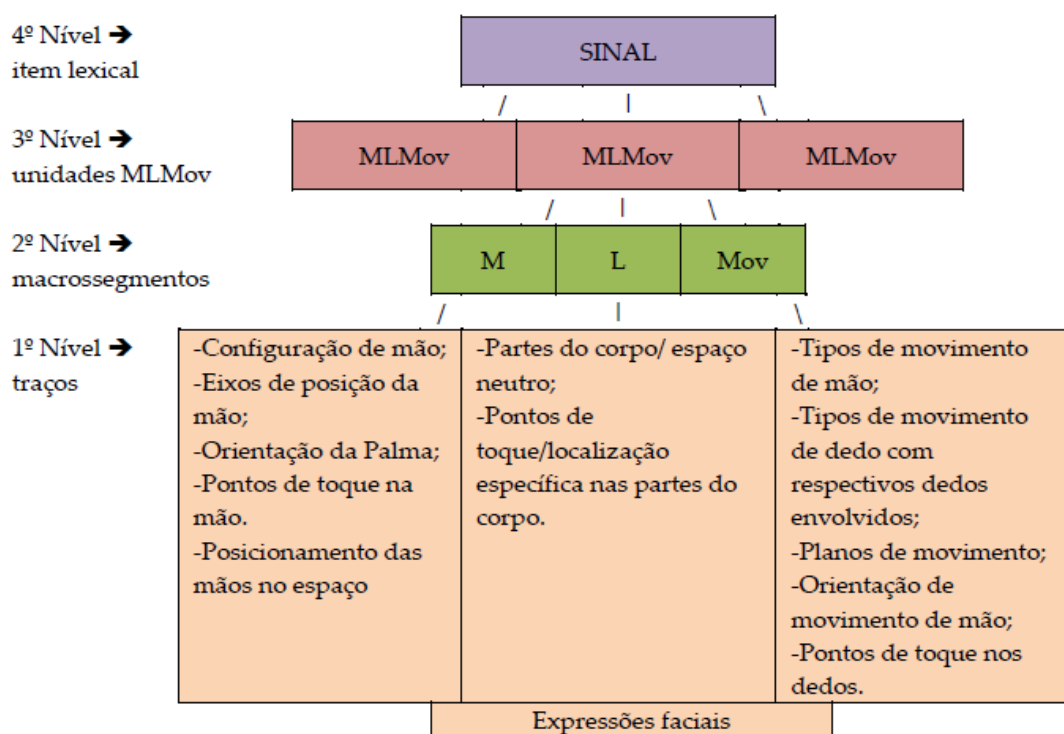 4º Nível ➔
item lexical
SINAL
/ | \
3º Nível ➔
unidades MLMov
MLMov
MLMov
MLMov
/ | \
2º Nível ➔
macrossegmentos
M
L
Mov
/ | \
1º Nível ➔
traços
-Configuração de mão;
-Eixos de posição da
mão;
-Orientação da Palma;
-Pontos de toque na
mão.
-Posicionamento das
mãos no espaço
-Partes do corpo/ espaço
neutro;
-Pontos de
toque/localização
específica nas partes do
corpo.
-Tipos de movimento
de mão;
-Tipos de movimento
de dedo com
respectivos dedos
envolvidos;
-Planos de movimento;
-Orientação de
movimento de mão;
-Pontos de toque nos
dedos.
Expressões faciais